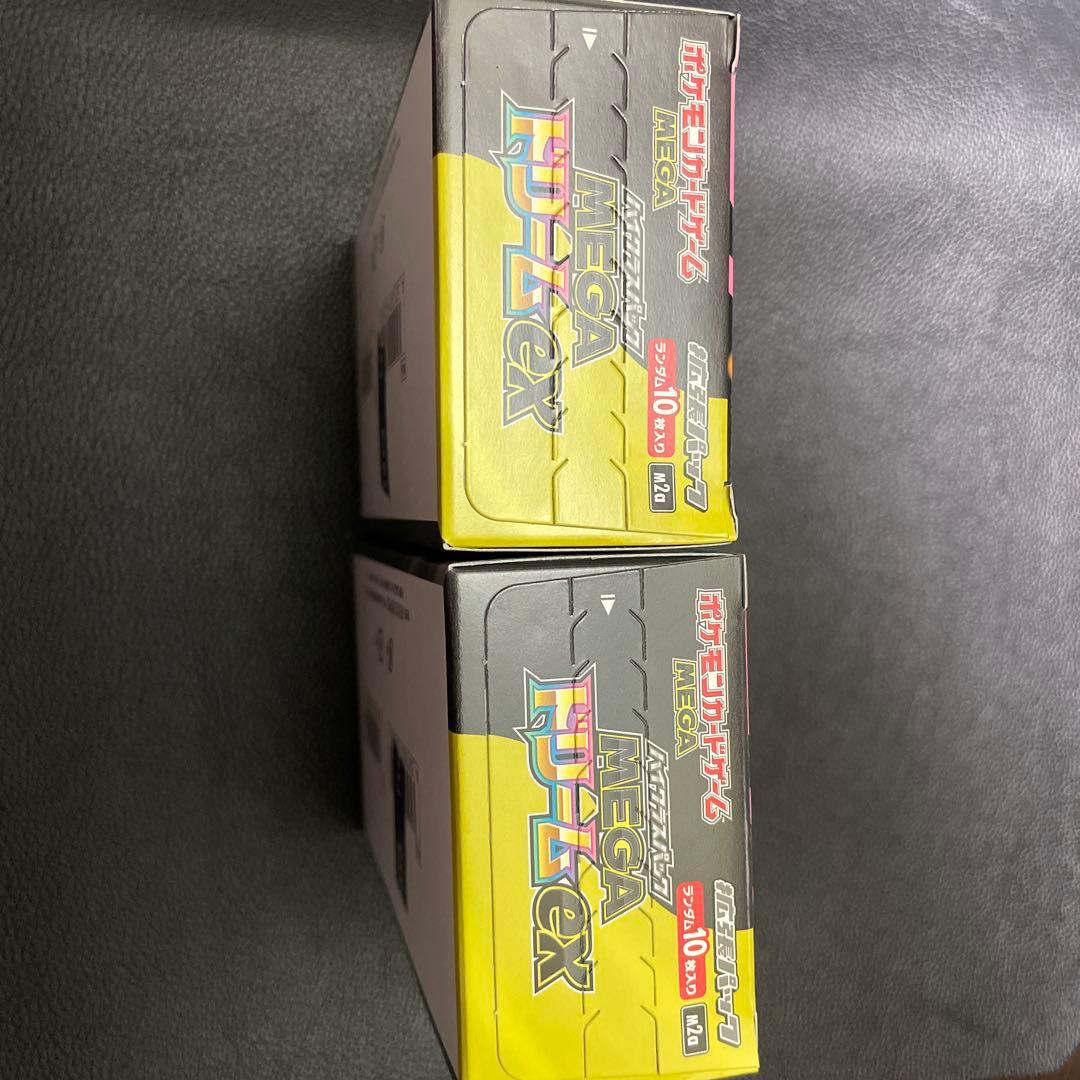 ポケモンカードゲーム
MEGA
拡張パック
ランダム10枚入り
M2a
ハイクラスパック
MEGA
ドリームex
ポケモンカードゲーム
MEGA
拡張パック
ランダム10枚入り
M2a
ハイクラスパック
MEGA
ドリームex